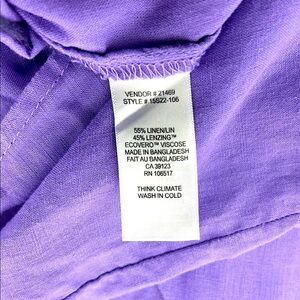 VENDOR # 21469
STYLE # 15S22-106
55% LINEN/LIN
45% LENZING™
ECOVERO™ VISCOSE
MADE IN BANGLADESH
FAIT AU BANGLADESH
CA 39123
RN 106517
THINK CLIMATE
WASH IN COLD